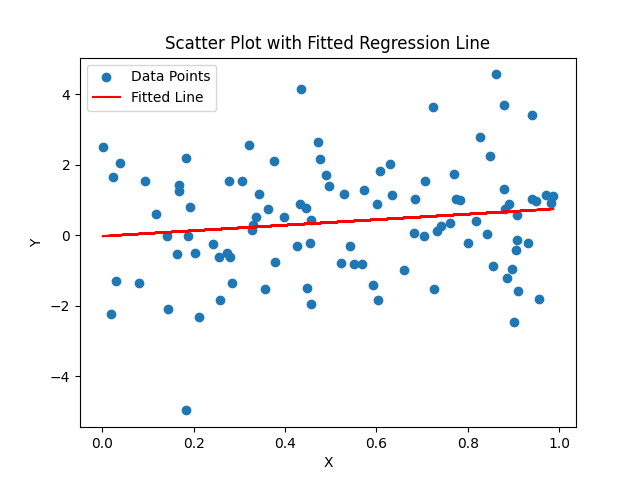 Scatter Plot with Fitted Regression Line
Data Points
Fitted Line
4
2
0
−2
−4
Y
0.0 0.2 0.4 0.6 0.8 1.0
X